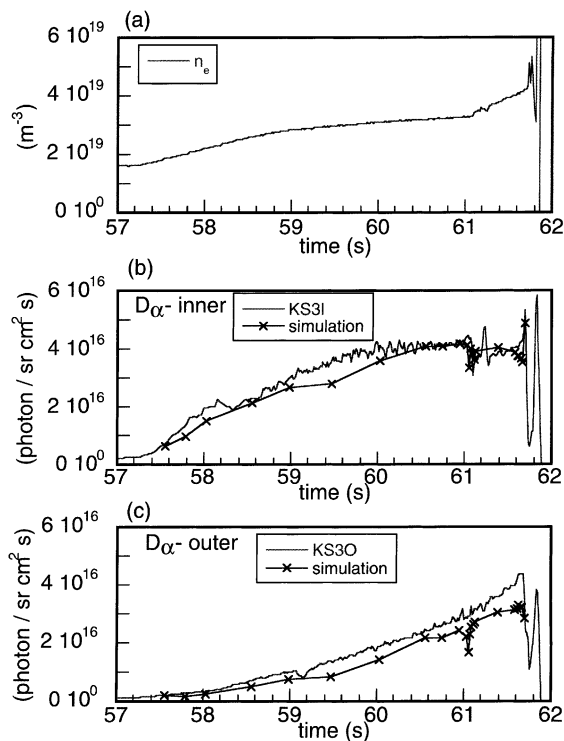 (a)
6 10^19
4 10^19
2 10^19
0 10^0
(m^-3)
n_e
57 58 59 60 61 62
time (s)
(b)
6 10^16
4 10^16
2 10^16
0 10^0
(photon / sr cm^2 s)
Dα- inner
KS3I
simulation
57 58 59 60 61 62
time (s)
(c)
6 10^16
4 10^16
2 10^16
0 10^0
(photon / sr cm^2 s)
Dα- outer
KS3O
simulation
57 58 59 60 61 62
time (s)